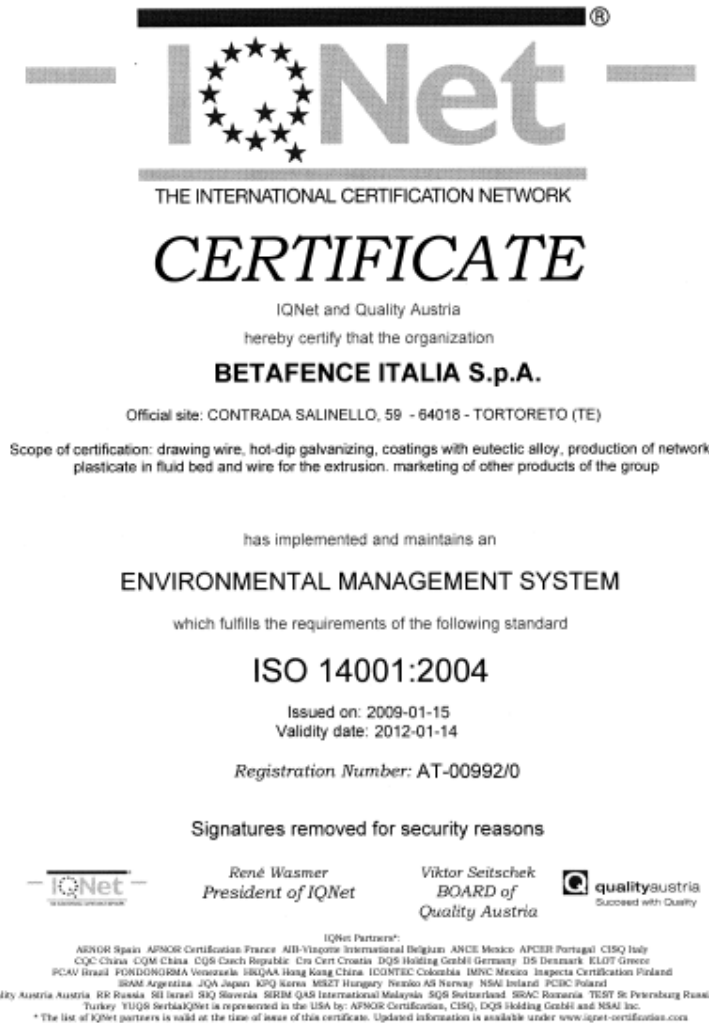 ®
IQNet
THE INTERNATIONAL CERTIFICATION NETWORK
CERTIFICATE
IQNet and Quality Austria
hereby certify that the organization
BETAFENCE ITALIA S.p.A.
Official site: CONTRADA SALINELLO, 59 - 64018 - TORTORETO (TE)
Scope of certification: drawing wire, hot-dip galvanizing, coatings with eutectic alloy, production of network
plasticate in fluid bed and wire for the extrusion. marketing of other products of the group
has implemented and maintains an
ENVIRONMENTAL MANAGEMENT SYSTEM
which fulfills the requirements of the following standard
ISO 14001:2004
Issued on: 2009-01-15
Validity date: 2012-01-14
Registration Number: AT-00992/0
Signatures removed for security reasons
IQNet
René Wasmer
President of IQNet
Viktor Seitschek
BOARD of
Quality Austria
Q qualityaustria
Succeed with Quality
IQNet Partners*:
AENOR Spain AFNOR Certification France AIB-Vinçotte International Belgium ANCE Mexico APCER Portugal CISQ Italy
CQC China CQM China CQS Czech Republic Cro Cert Croatia DQS Holding GmbH Germany DS Denmark ELOT Greece
FCAV Brazil FONDONORMA Venezuela HKQAA Hong Kong China ICONTEC Colombia IMNC Mexico Inspecta Certification Finland
IRAM Argentina JQA Japan KFQ Korea MSZT Hungary Nemko AS Norway NSAI Ireland PCBC Poland
lity Austria Austria RR Russia SII Israel SIQ Slovenia SIRIM QAS International Malaysia SQS Switzerland SRAC Romania TEST St Petersburg Russi
Turkey YUQS SerbiaIQNet is represented in the USA by: AFNOR Certification, CISQ, DQS Holding GmbH and NSAI Inc.
* The list of IQNet partners is valid at the time of issue of this certificate. Updated information is available under www.iqnet-certification.com